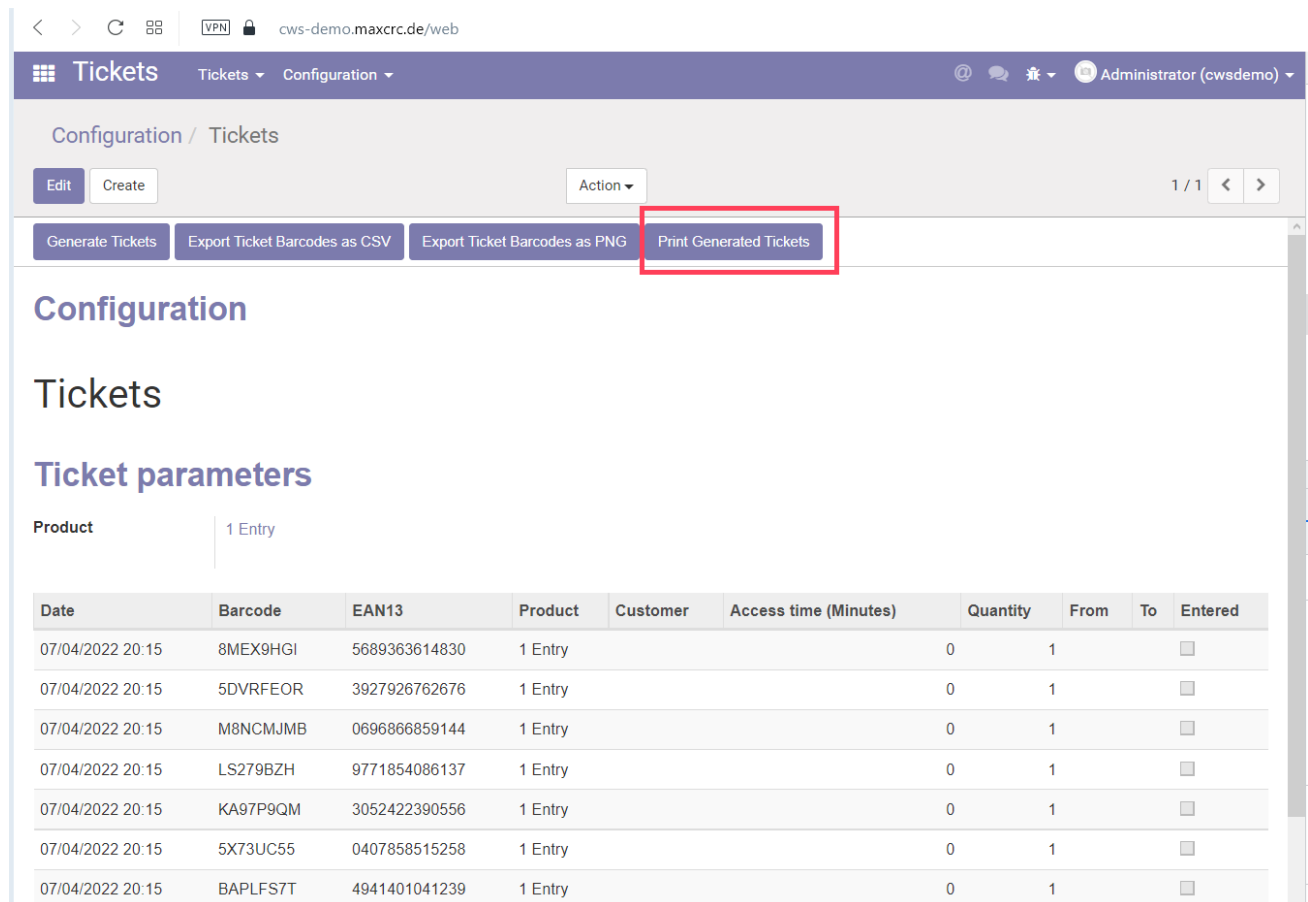 VPN cws-demo.maxcrc.de/web
Tickets Tickets Configuration @ Administrator (cwsdemo)
Configuration / Tickets
Edit Create Action 1 / 1
Generate Tickets Export Ticket Barcodes as CSV Export Ticket Barcodes as PNG Print Generated Tickets
Configuration
Tickets
Ticket parameters
Product 1 Entry
Date Barcode EAN13 Product Customer Access time (Minutes) Quantity From To Entered
07/04/2022 20:15 8MEX9HGI 5689363614830 1 Entry 0 1
07/04/2022 20:15 5DVRFEOR 3927926762676 1 Entry 0 1
07/04/2022 20:15 M8NCMJMB 0696866859144 1 Entry 0 1
07/04/2022 20:15 LS279BZH 9771854086137 1 Entry 0 1
07/04/2022 20:15 KA97P9QM 3052422390556 1 Entry 0 1
07/04/2022 20:15 5X73UC55 0407858515258 1 Entry 0 1
07/04/2022 20:15 BAPLFS7T 4941401041239 1 Entry 0 1